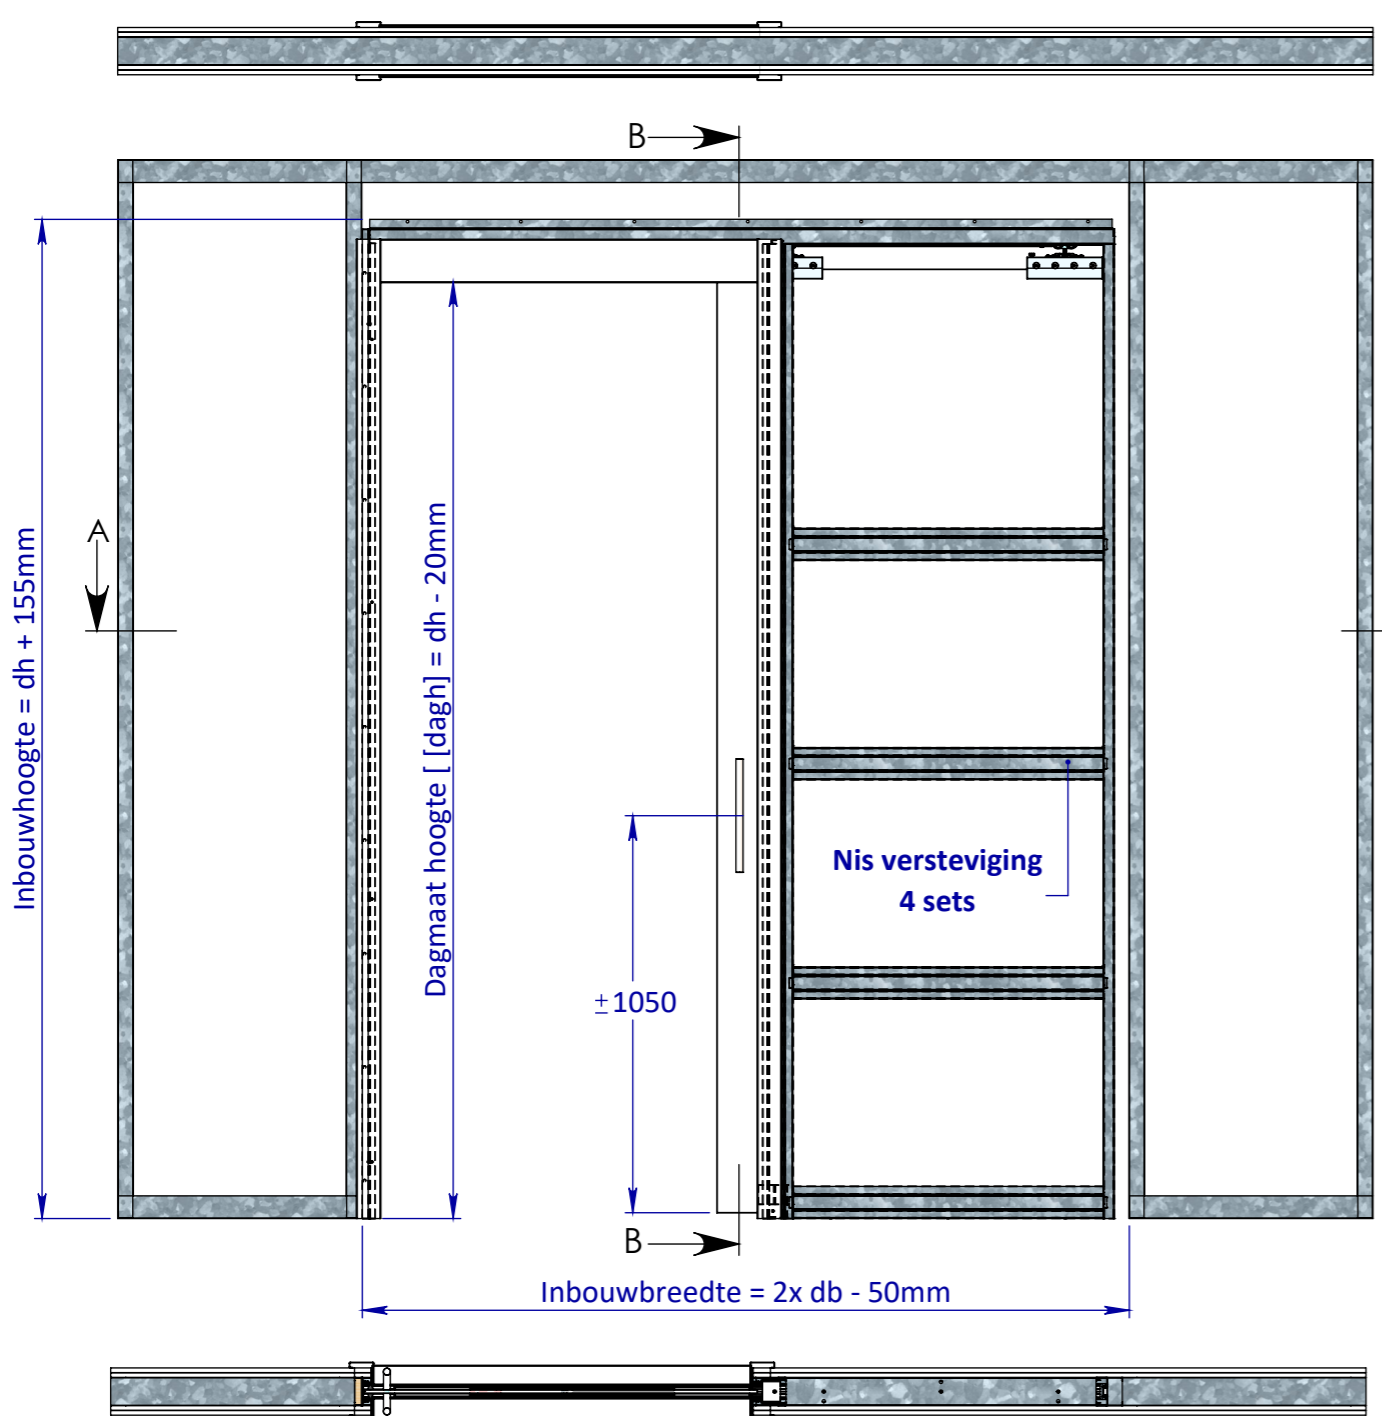 B
A
Inbouwhoogte = dh + 155mm
Dagmaat hoogte [ [dagh] = dh - 20mm
±1050
Nis versteviging
4 sets
B
Inbouwbreedte = 2x db - 50mm